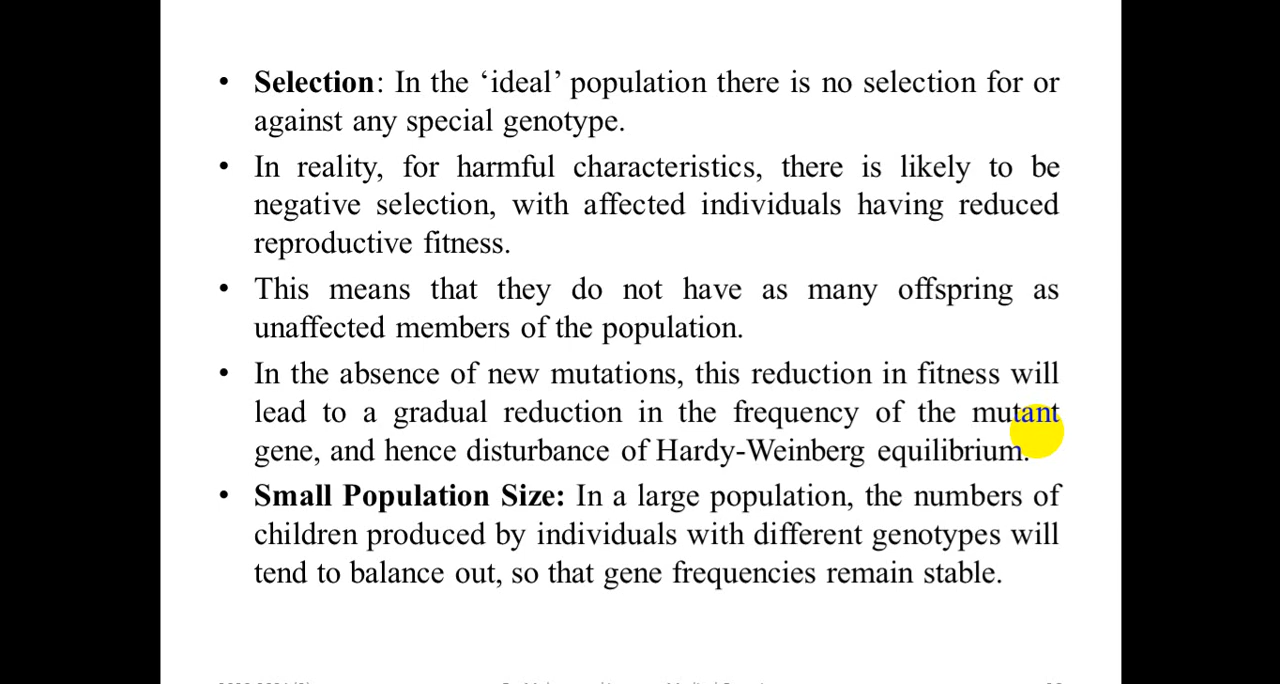 • Selection: In the ‘ideal’ population there is no selection for or
against any special genotype.
• In reality, for harmful characteristics, there is likely to be
negative selection, with affected individuals having reduced
reproductive fitness.
• This means that they do not have as many offspring as
unaffected members of the population.
• In the absence of new mutations, this reduction in fitness will
lead to a gradual reduction in the frequency of the mutant
gene, and hence disturbance of Hardy-Weinberg equilibrium.
• Small Population Size: In a large population, the numbers of
children produced by individuals with different genotypes will
tend to balance out, so that gene frequencies remain stable.